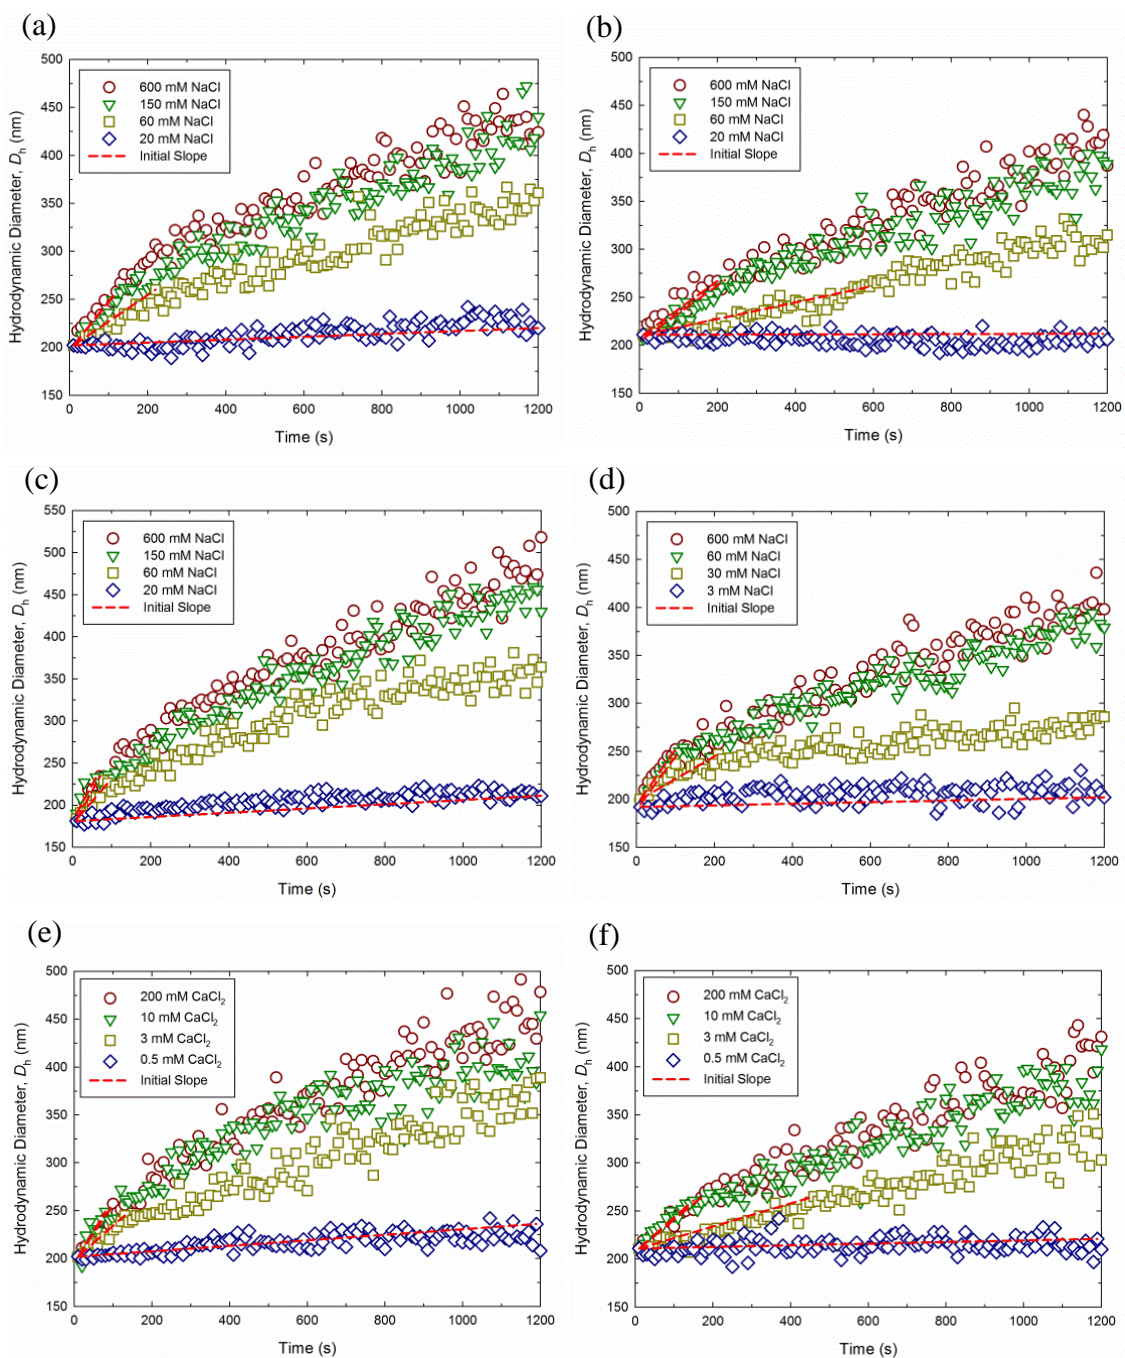 (a)
500
450
400
350
300
250
200
150
Hydrodynamic Diameter, Dh (nm)
600 mM NaCl
150 mM NaCl
60 mM NaCl
20 mM NaCl
Initial Slope
0 200 400 600 800 1000 1200
Time (s)
(b)
500
450
400
350
300
250
200
150
Hydrodynamic Diameter, Dh (nm)
600 mM NaCl
150 mM NaCl
60 mM NaCl
20 mM NaCl
Initial Slope
0 200 400 600 800 1000 1200
Time (s)
(c)
550
500
450
400
350
300
250
200
150
Hydrodynamic Diameter, Dh (nm)
600 mM NaCl
150 mM NaCl
60 mM NaCl
20 mM NaCl
Initial Slope
0 200 400 600 800 1000 1200
Time (s)
(d)
500
450
400
350
300
250
200
150
Hydrodynamic Diameter, Dh (nm)
600 mM NaCl
60 mM NaCl
30 mM NaCl
3 mM NaCl
Initial Slope
0 200 400 600 800 1000 1200
Time (s)
(e)
500
450
400
350
300
250
200
150
Hydrodynamic Diameter, Dh (nm)
200 mM CaCl2
10 mM CaCl2
3 mM CaCl2
0.5 mM CaCl2
Initial Slope
0 200 400 600 800 1000 1200
Time (s)
(f)
500
450
400
350
300
250
200
150
Hydrodynamic Diameter, Dh (nm)
200 mM CaCl2
10 mM CaCl2
3 mM CaCl2
0.5 mM CaCl2
Initial Slope
0 200 400 600 800 1000 1200
Time (s)